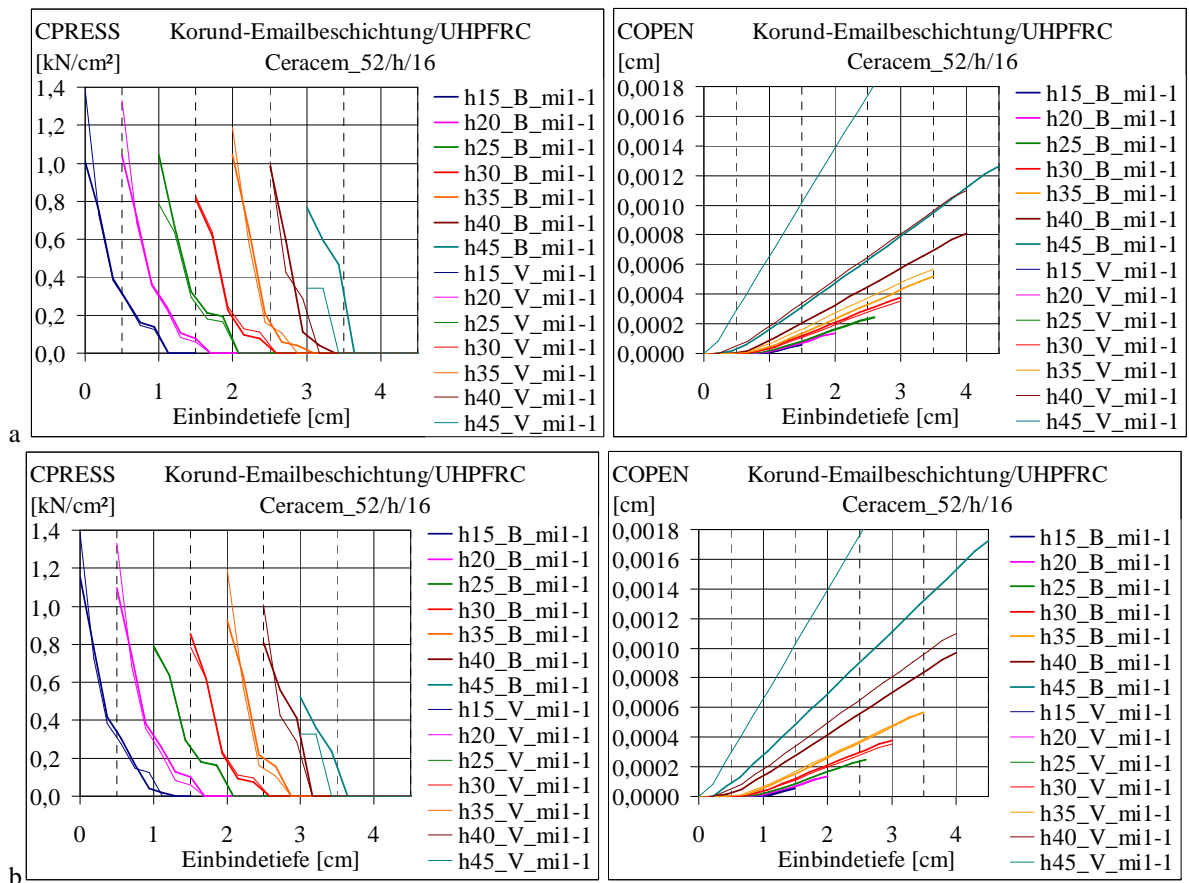 CPRESS Korund-Emailbeschichtung/UHPFRC
[kN/cm²] Ceracem_52/h/16
1,4
1,2
1,0
0,8
0,6
0,4
0,2
0,0
0 1 2 3 4
Einbindetiefe [cm]
h15_B_mi1-1
h20_B_mi1-1
h25_B_mi1-1
h30_B_mi1-1
h35_B_mi1-1
h40_B_mi1-1
h45_B_mi1-1
h15_V_mi1-1
h20_V_mi1-1
h25_V_mi1-1
h30_V_mi1-1
h35_V_mi1-1
h40_V_mi1-1
h45_V_mi1-1
COPEN Korund-Emailbeschichtung/UHPFRC
[cm] Ceracem_52/h/16
0,0018
0,0016
0,0014
0,0012
0,0010
0,0008
0,0006
0,0004
0,0002
0,0000
0 1 2 3 4
Einbindetiefe [cm]
h15_B_mi1-1
h20_B_mi1-1
h25_B_mi1-1
h30_B_mi1-1
h35_B_mi1-1
h40_B_mi1-1
h45_B_mi1-1
h15_V_mi1-1
h20_V_mi1-1
h25_V_mi1-1
h30_V_mi1-1
h35_V_mi1-1
h40_V_mi1-1
h45_V_mi1-1
a
CPRESS Korund-Emailbeschichtung/UHPFRC
[kN/cm²] Ceracem_52/h/16
1,4
1,2
1,0
0,8
0,6
0,4
0,2
0,0
0 1 2 3 4
Einbindetiefe [cm]
h15_B_mi1-1
h20_B_mi1-1
h25_B_mi1-1
h30_B_mi1-1
h35_B_mi1-1
h40_B_mi1-1
h45_B_mi1-1
h15_V_mi1-1
h20_V_mi1-1
h25_V_mi1-1
h30_V_mi1-1
h35_V_mi1-1
h40_V_mi1-1
h45_V_mi1-1
COPEN Korund-Emailbeschichtung/UHPFRC
[cm] Ceracem_52/h/16
0,0018
0,0016
0,0014
0,0012
0,0010
0,0008
0,0006
0,0004
0,0002
0,0000
0 1 2 3 4
Einbindetiefe [cm]
h15_B_mi1-1
h20_B_mi1-1
h25_B_mi1-1
h30_B_mi1-1
h35_B_mi1-1
h40_B_mi1-1
h45_B_mi1-1
h15_V_mi1-1
h20_V_mi1-1
h25_V_mi1-1
h30_V_mi1-1
h35_V_mi1-1
h40_V_mi1-1
h45_V_mi1-1
b